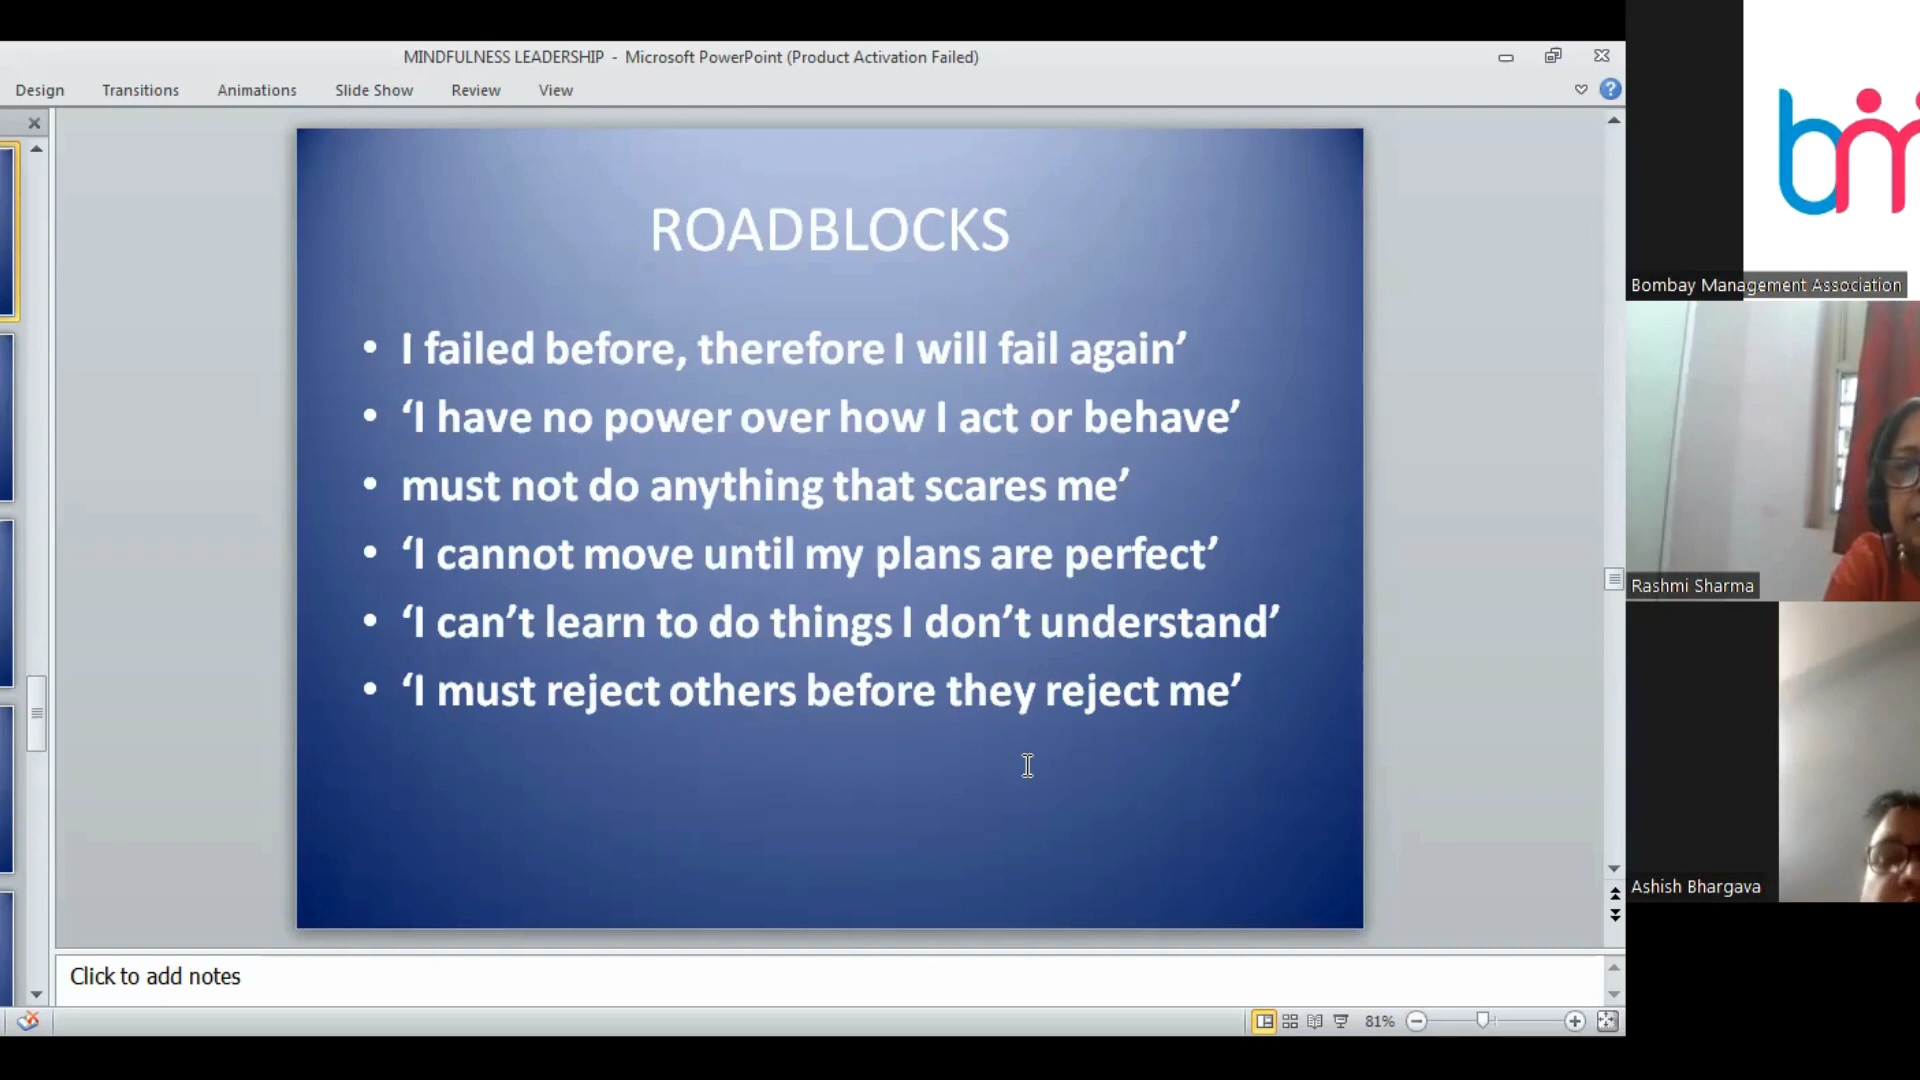 MINDFULNESS LEADERSHIP - Microsoft PowerPoint (Product Activation Failed)
Design Transitions Animations Slide Show Review View
ROADBLOCKS
• I failed before, therefore I will fail again’
• ‘I have no power over how I act or behave’
• must not do anything that scares me’
• ‘I cannot move until my plans are perfect’
• ‘I can’t learn to do things I don’t understand’
• ‘I must reject others before they reject me’
Click to add notes
81%
bm
Bombay Management Association
Rashmi Sharma
Ashish Bhargava